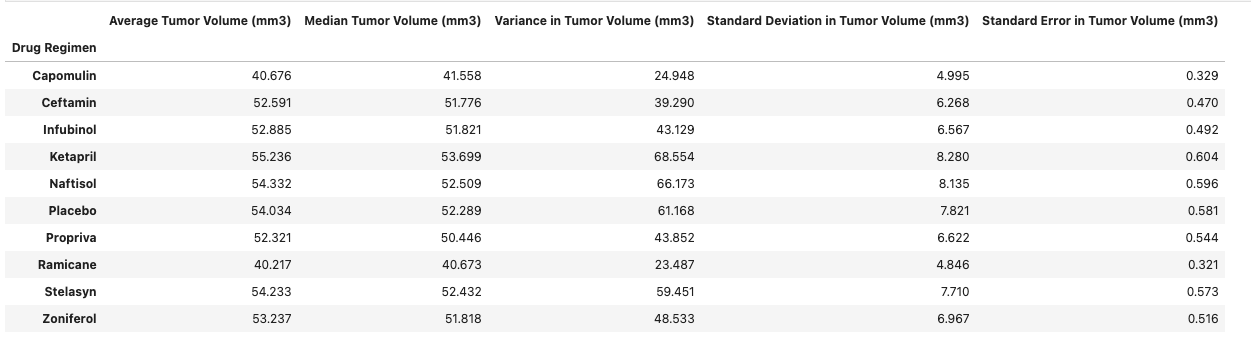 Average Tumor Volume (mm3) Median Tumor Volume (mm3) Variance in Tumor Volume (mm3) Standard Deviation in Tumor Volume (mm3) Standard Error in Tumor Volume (mm3)
Drug Regimen
Capomulin 40.676 41.558 24.948 4.995 0.329
Ceftamin 52.591 51.776 39.290 6.268 0.470
Infubinol 52.885 51.821 43.129 6.567 0.492
Ketapril 55.236 53.699 68.554 8.280 0.604
Naftisol 54.332 52.509 66.173 8.135 0.596
Placebo 54.034 52.289 61.168 7.821 0.581
Propriva 52.321 50.446 43.852 6.622 0.544
Ramicane 40.217 40.673 23.487 4.846 0.321
Stelasyn 54.233 52.432 59.451 7.710 0.573
Zoniferol 53.237 51.818 48.533 6.967 0.516